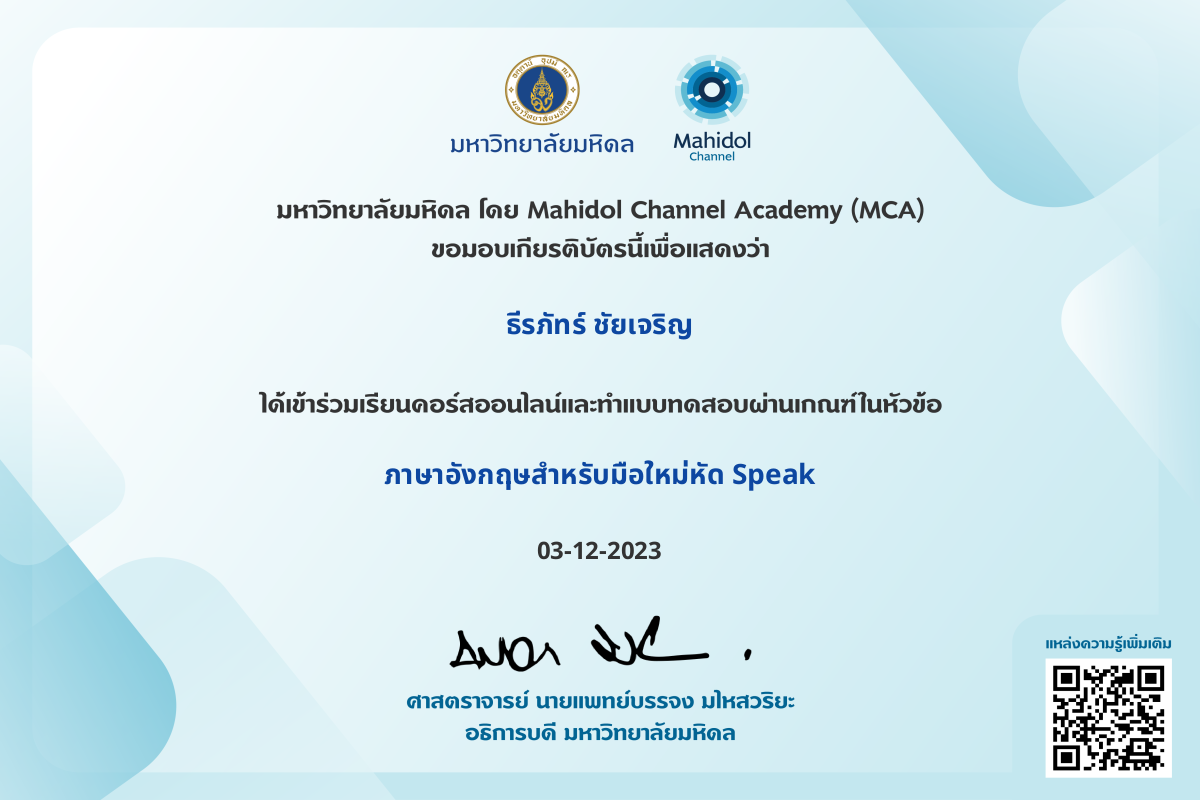 มหาวิทยาลัยมหิดล
Mahidol
Channel
มหาวิทยาลัยมหิดล โดย Mahidol Channel Academy (MCA)
ขอมอบเกียรติบัตรนี้เพื่อแสดงว่า
ธีรภัทร์ ชัยเจริญ
ได้เข้าร่วมเรียนคอร์สออนไลน์และทำแบบทดสอบผ่านเกณฑ์ในหัวข้อ
ภาษาอังกฤษสำหรับมือใหม่หัด Speak
03-12-2023
ศาสตราจารย์ นายแพทย์บรรจง มไหสวริยะ
อธิการบดี มหาวิทยาลัยมหิดล
แหล่งความรู้เพิ่มเติม